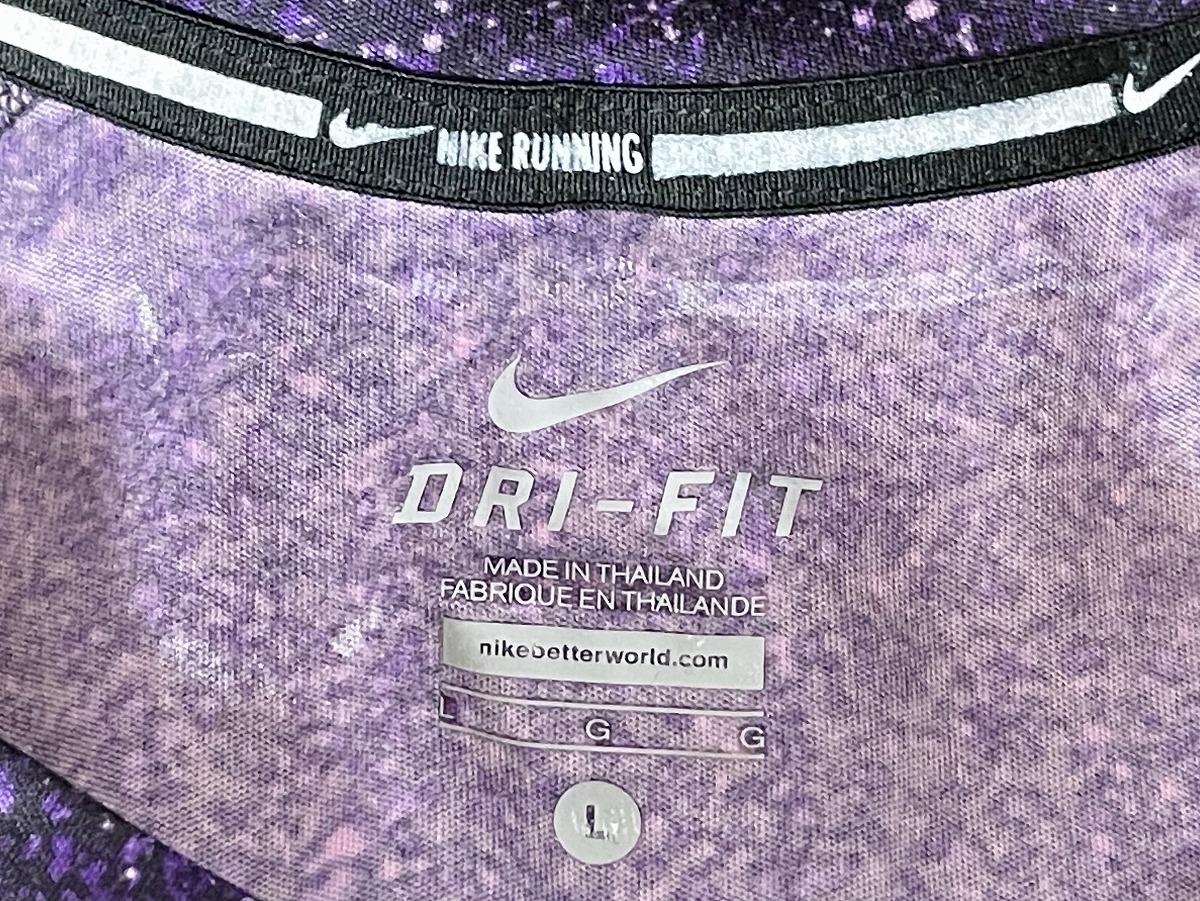 NIKE RUNNING
DRI-FIT
MADE IN THAILAND
FABRIQUE EN THAILANDE
nikebetterworld.com
L G G
L